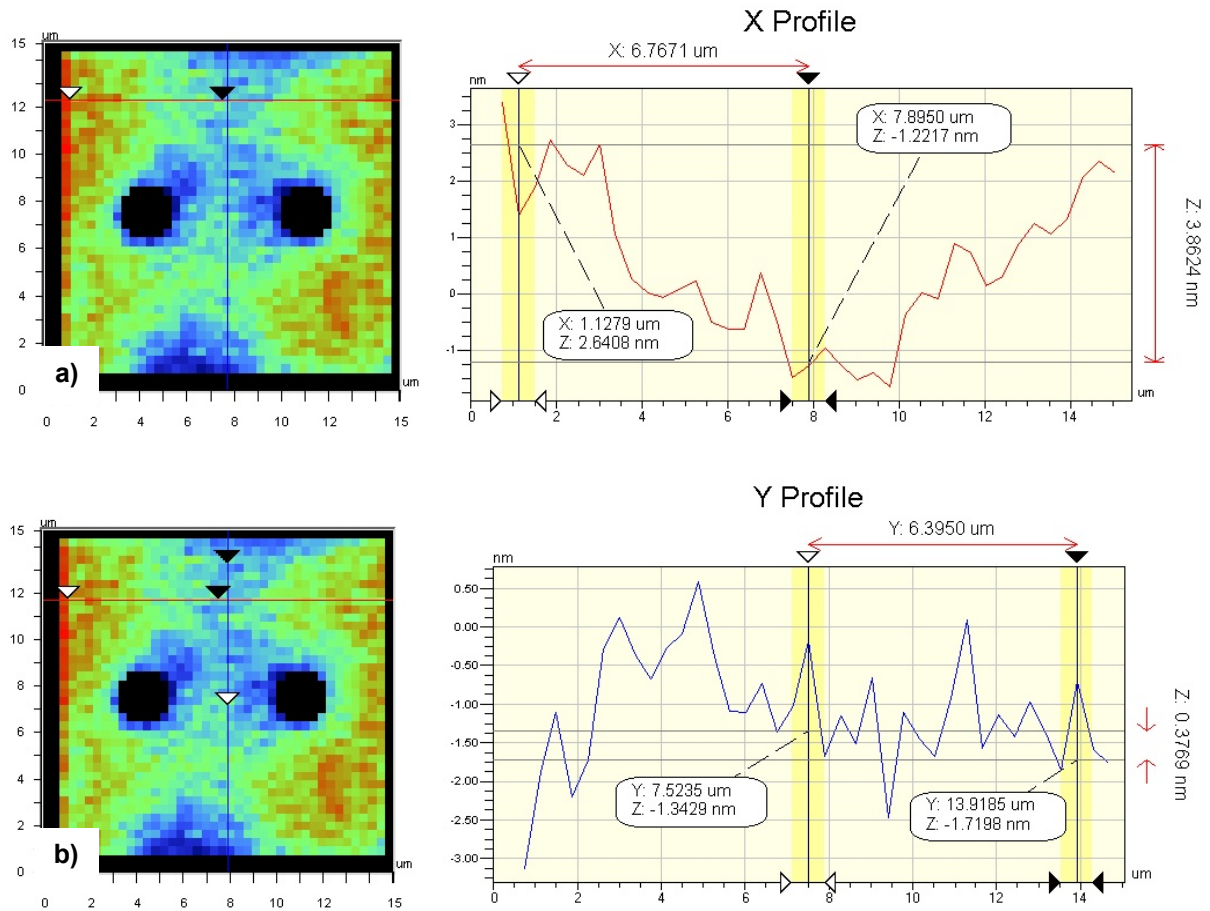 X Profile
X: 6.7671 um
um
15
12
10
8
6
4
2
0
a)
um
0 2 4 6 8 10 12 15
nm
3
2
1
0
-1
X: 7.8950 um
Z: -1.2217 nm
X: 1.1279 um
Z: 2.6408 nm
Z: 3.8624 nm
um
0 2 4 6 8 10 12 14
Y Profile
Y: 6.3950 um
um
15
12
10
8
6
4
2
0
b)
um
0 2 4 6 8 10 12 15
nm
0.50
0.00
-0.50
-1.00
-1.50
-2.00
-2.50
-3.00
Y: 7.5235 um
Z: -1.3429 nm
Y: 13.9185 um
Z: -1.7198 nm
Z: 0.3769 nm
um
0 2 4 6 8 10 12 14